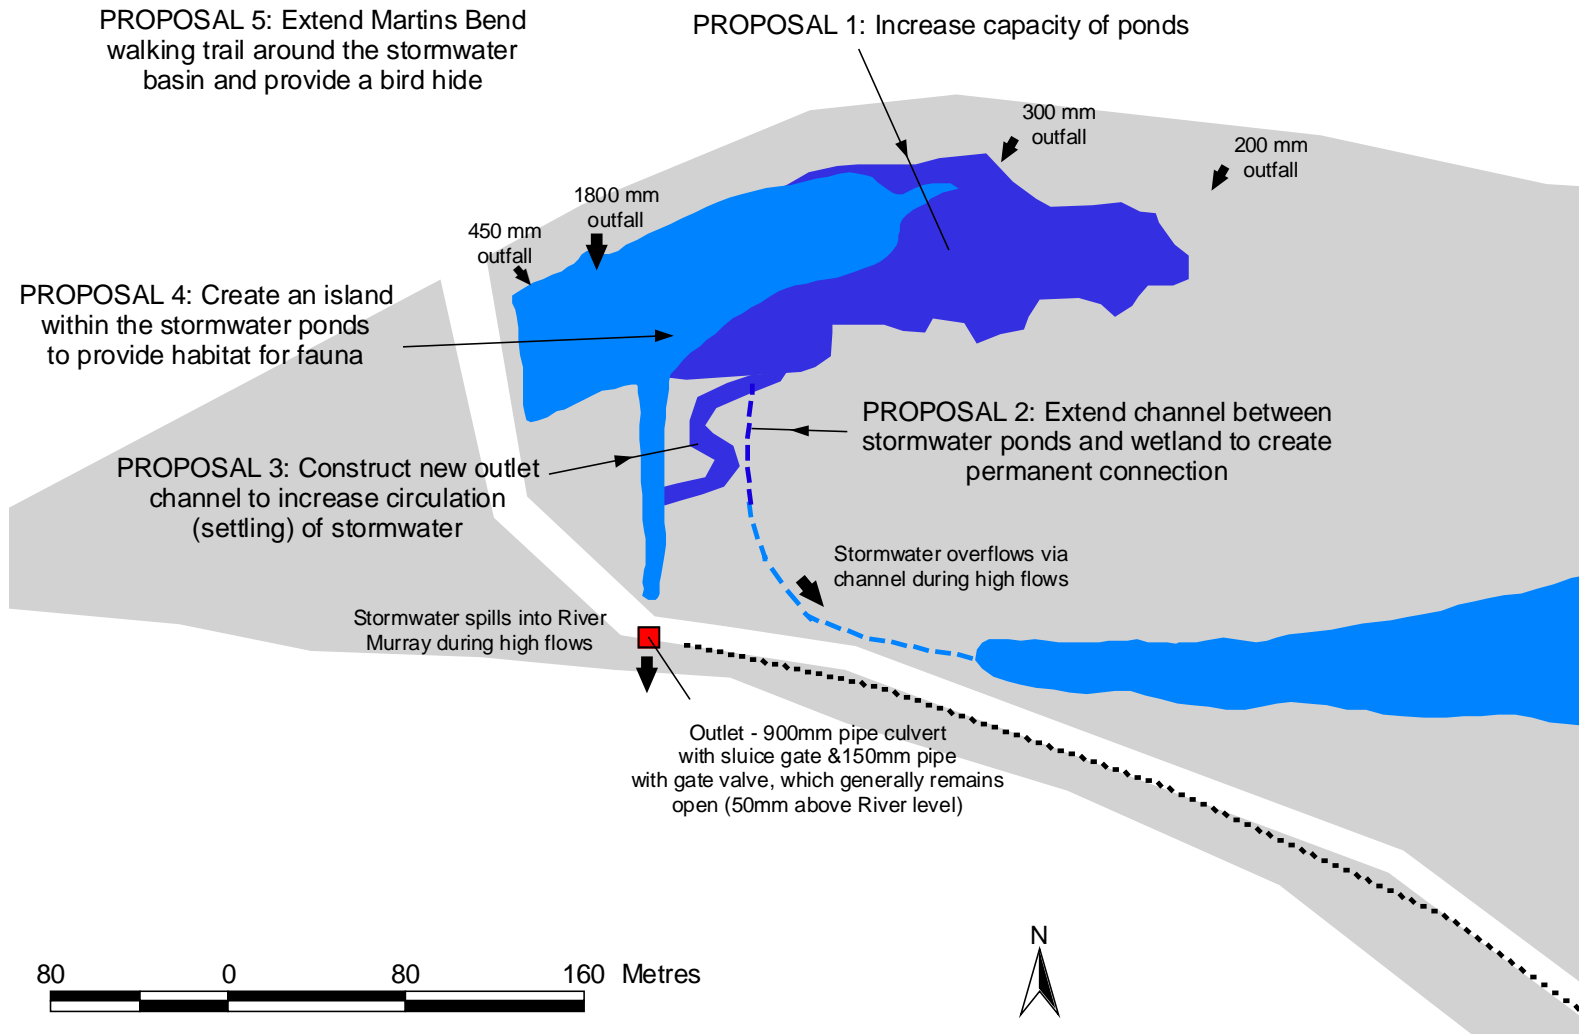 PROPOSAL 5: Extend Martins Bend
walking trail around the stormwater
basin and provide a bird hide
PROPOSAL 1: Increase capacity of ponds
300 mm
outfall
200 mm
outfall
1800 mm
outfall
450 mm
outfall
PROPOSAL 4: Create an island
within the stormwater ponds
to provide habitat for fauna
PROPOSAL 2: Extend channel between
stormwater ponds and wetland to create
permanent connection
PROPOSAL 3: Construct new outlet
channel to increase circulation
(settling) of stormwater
Stormwater overflows via
channel during high flows
Stormwater spills into River
Murray during high flows
Outlet - 900mm pipe culvert
with sluice gate &150mm pipe
with gate valve, which generally remains
open (50mm above River level)
N
80 0 80 160 Metres